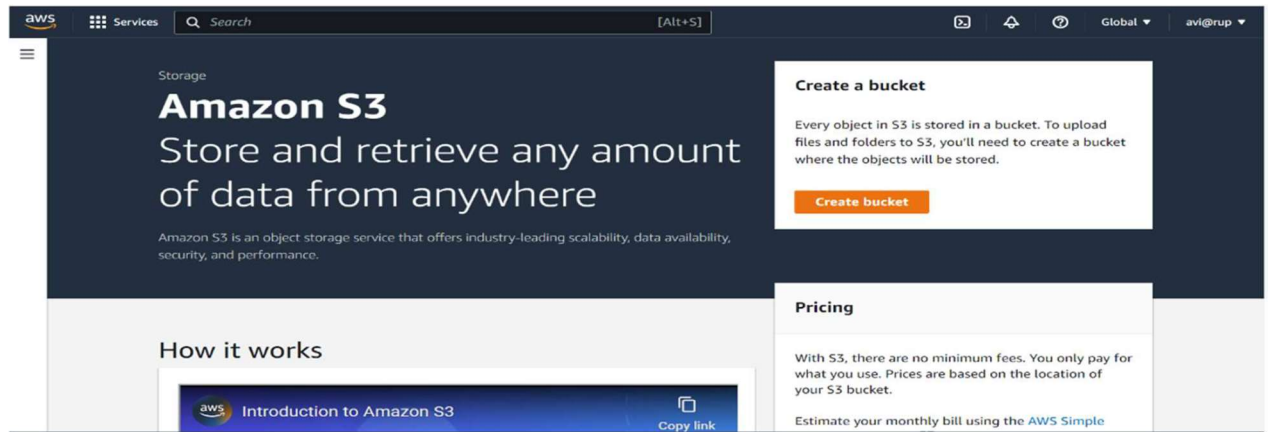 aws
Services
Search
[Alt+S]
Global
avi@rup
Storage
Amazon S3
Store and retrieve any amount
of data from anywhere
Amazon S3 is an object storage service that offers industry-leading scalability, data availability,
security, and performance.
Create a bucket
Every object in S3 is stored in a bucket. To upload
files and folders to S3, you'll need to create a bucket
where the objects will be stored.
Create bucket
Pricing
With S3, there are no minimum fees. You only pay for
what you use. Prices are based on the location of
your S3 bucket.
Estimate your monthly bill using the AWS Simple
How it works
aws
Introduction to Amazon S3
Copy link